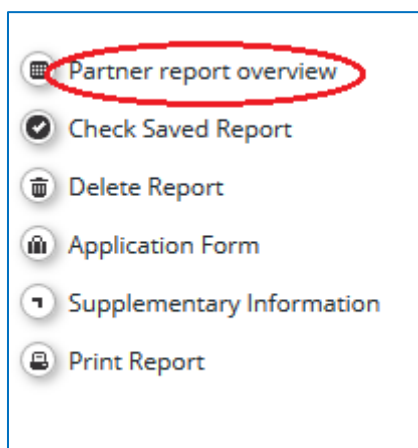 Partner report overview
Check Saved Report
Delete Report
Application Form
Supplementary Information
Print Report